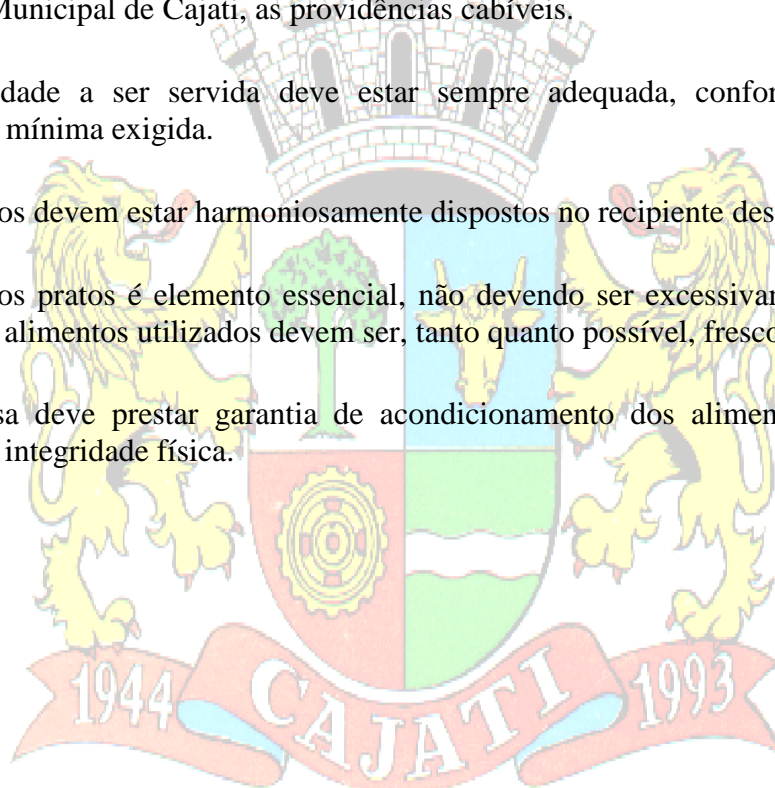 Municipal de Cajati, as providências cabíveis.
dade a ser servida deve estar sempre adequada, confor
mínima exigida.
os devem estar harmoniosamente dispostos no recipiente des
os pratos é elemento essencial, não devendo ser excessivar
alimentos utilizados devem ser, tanto quanto possível, fresco
sa deve prestar garantia de acondicionamento dos alimen
integridade física.
1944 CAJATI 1993